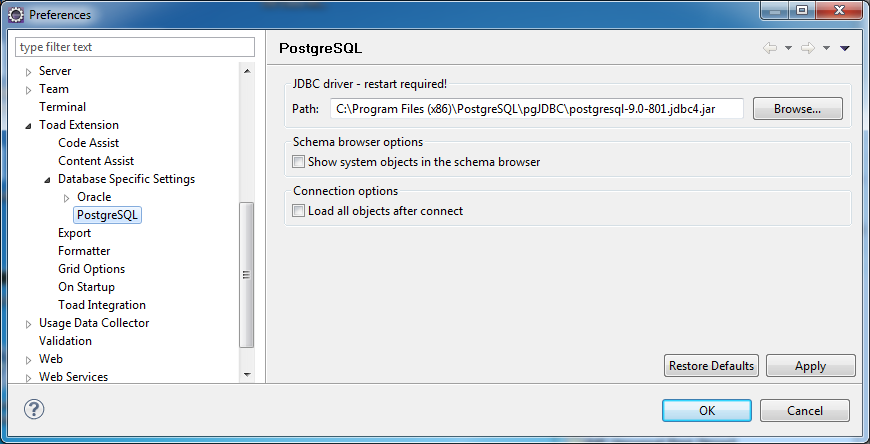 Preferences
type filter text
Server
Team
Terminal
Toad Extension
Code Assist
Content Assist
Database Specific Settings
Oracle
PostgreSQL
Export
Formatter
Grid Options
On Startup
Toad Integration
Usage Data Collector
Validation
Web
Web Services
PostgreSQL
JDBC driver - restart required!
Path: C:\Program Files (x86)\PostgreSQL\pgJDBC\postgresql-9.0-801.jdbc4.jar Browse...
Schema browser options
Show system objects in the schema browser
Connection options
Load all objects after connect
Restore Defaults Apply
OK Cancel